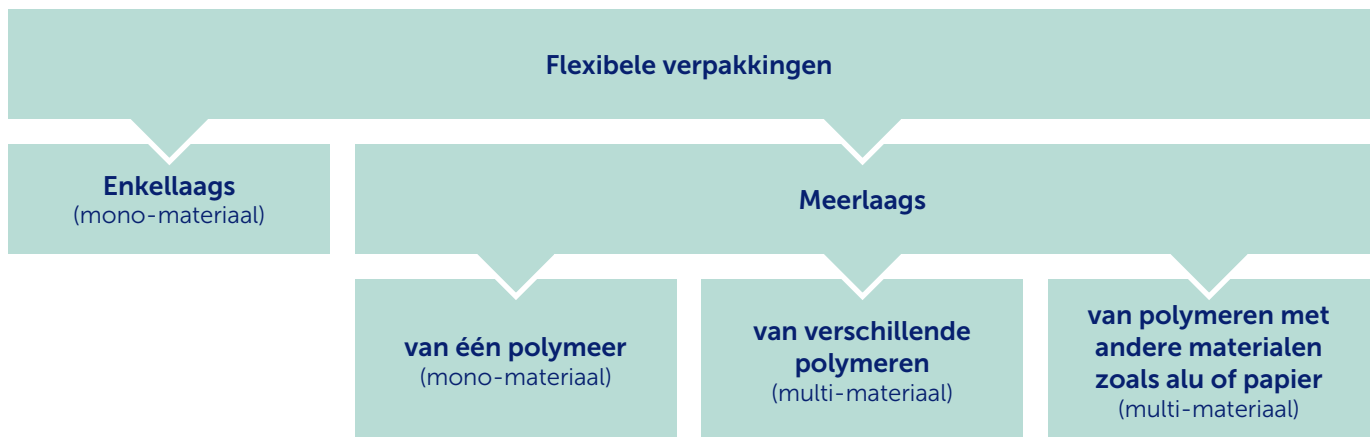 Flexibele verpakkingen
Enkellaags
(mono-materiaal)
Meerlaags
van één polymeer
(mono-materiaal)
van verschillende
polymeren
(multi-materiaal)
van polymeren met
andere materialen
zoals alu of papier
(multi-materiaal)